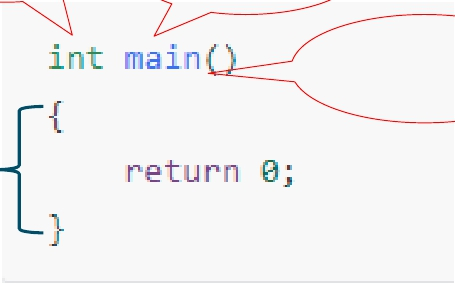 int main()
{
return 0;
}